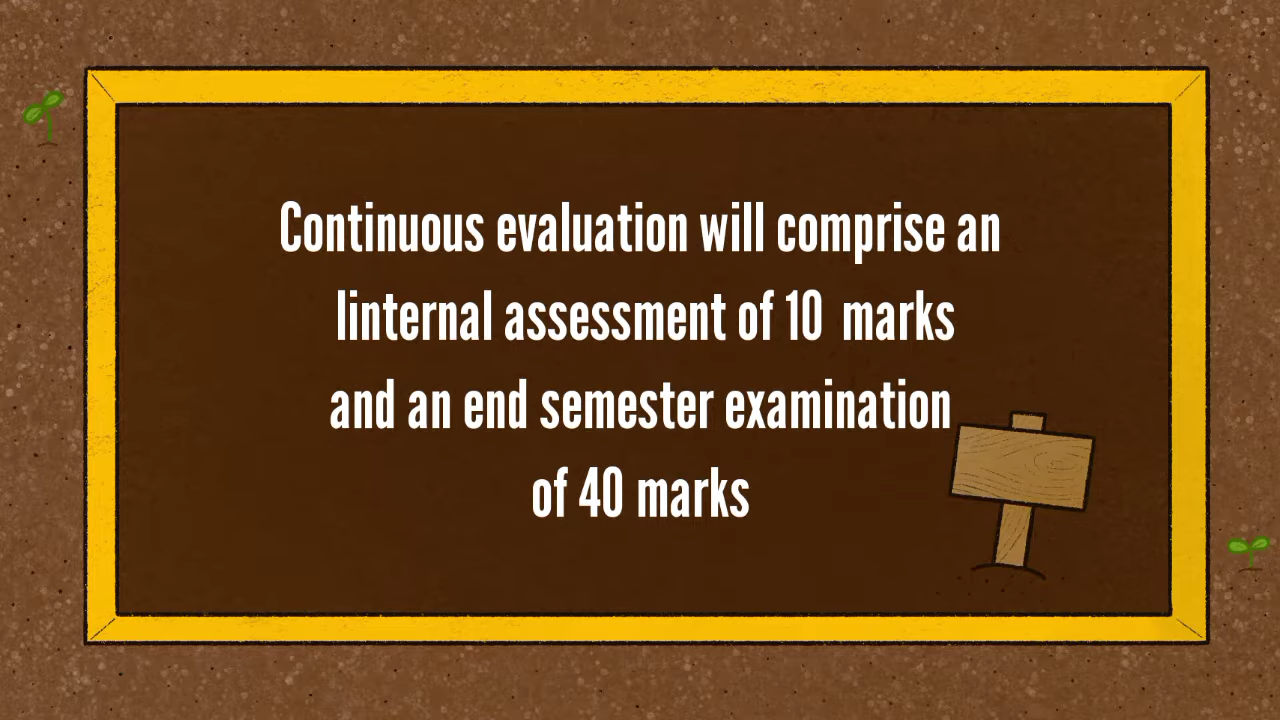 Continuous evaluation will comprise an
Iinternal assessment of 10  marks
and an end semester examination
of 40 marks